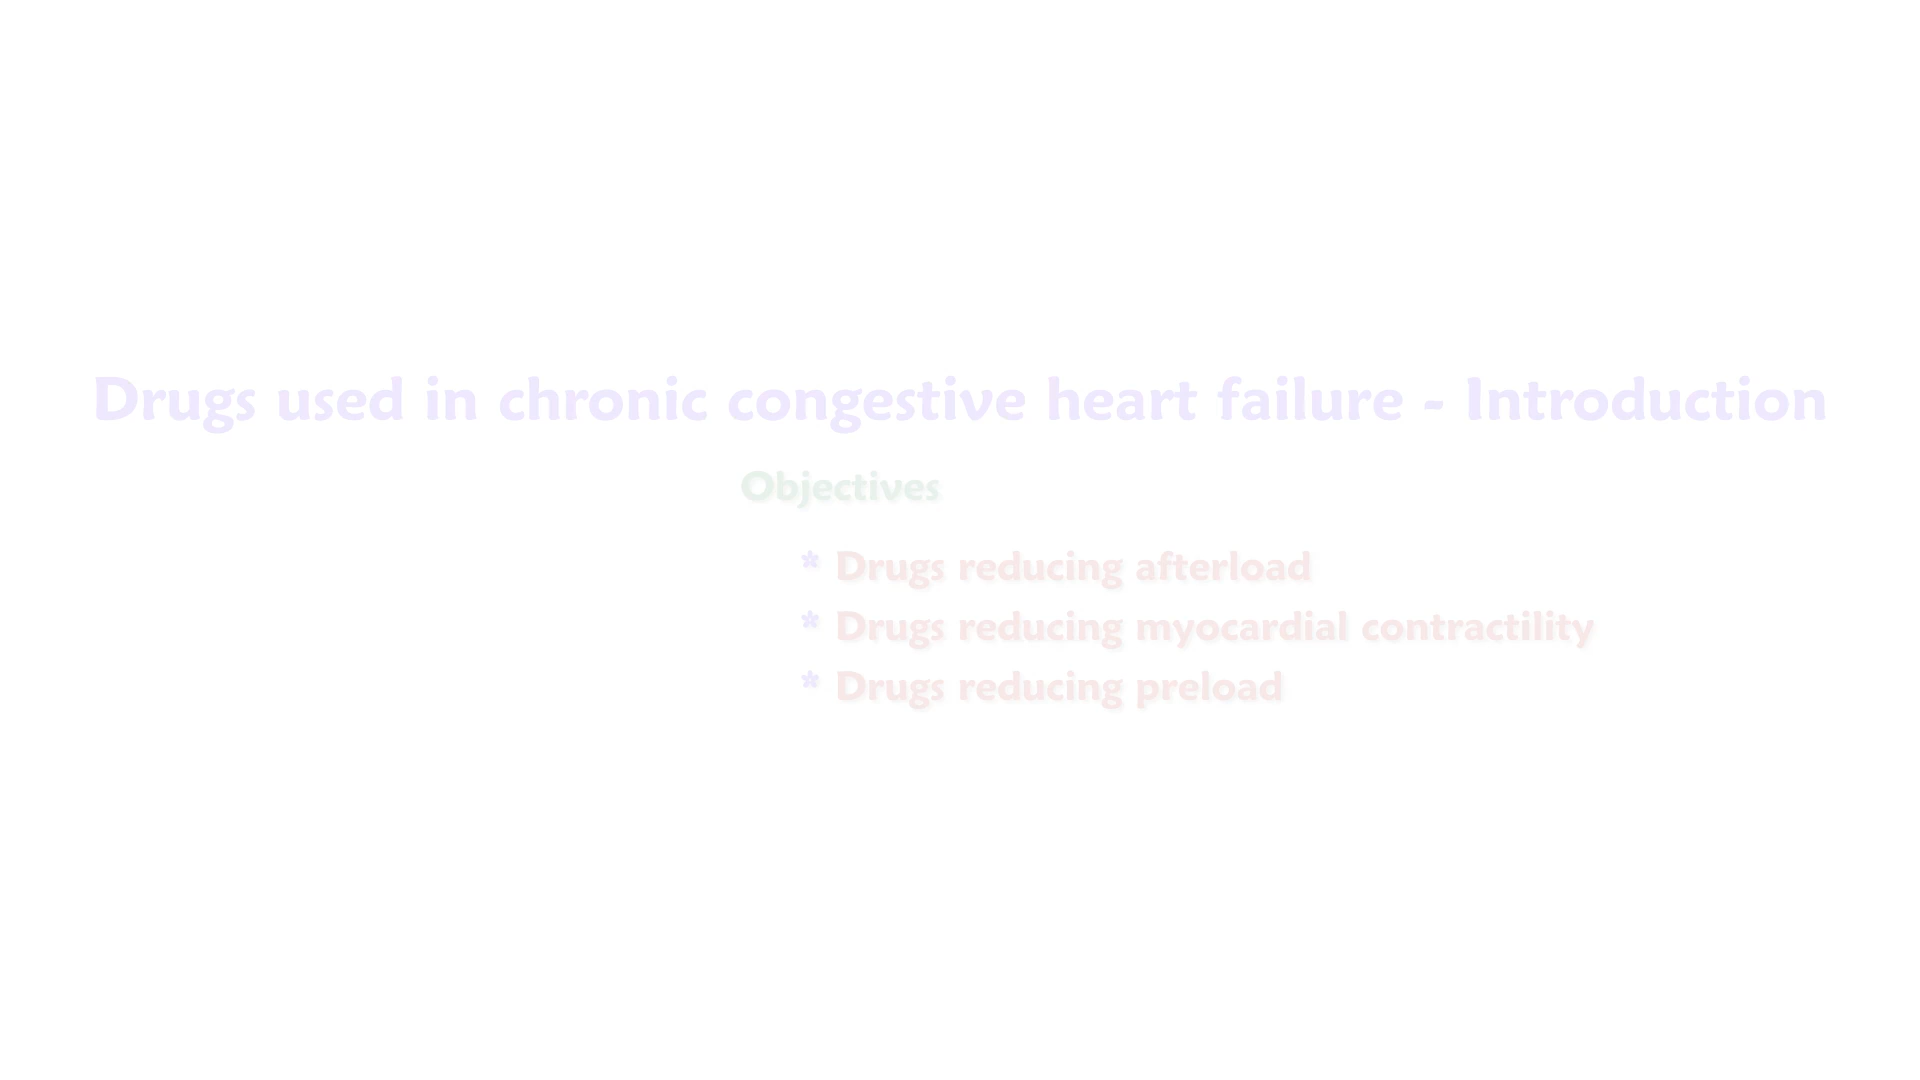 Drugs used in chronic congestive heart failure - Introduction
Objectives
* Drugs reducing afterload
* Drugs reducing myocardial contractility
* Drugs reducing preload